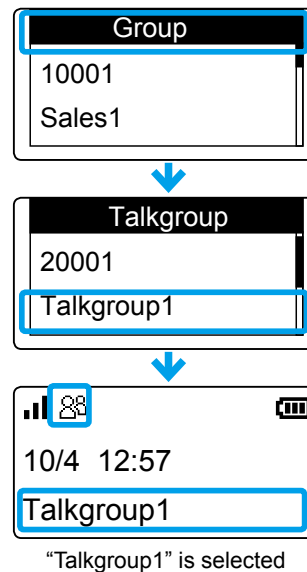 Group
10001
Sales1
Talkgroup
20001
Talkgroup1
10/4 12:57
Talkgroup1
“Talkgroup1” is selected